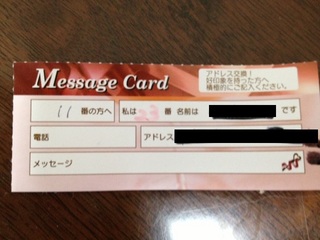 Message Card
アドレス交換！
好印象を持った方へ
積極的にご記入ください。
11 番の方へ 私は 23 番 名前は です
電話 アドレス
メッセージ